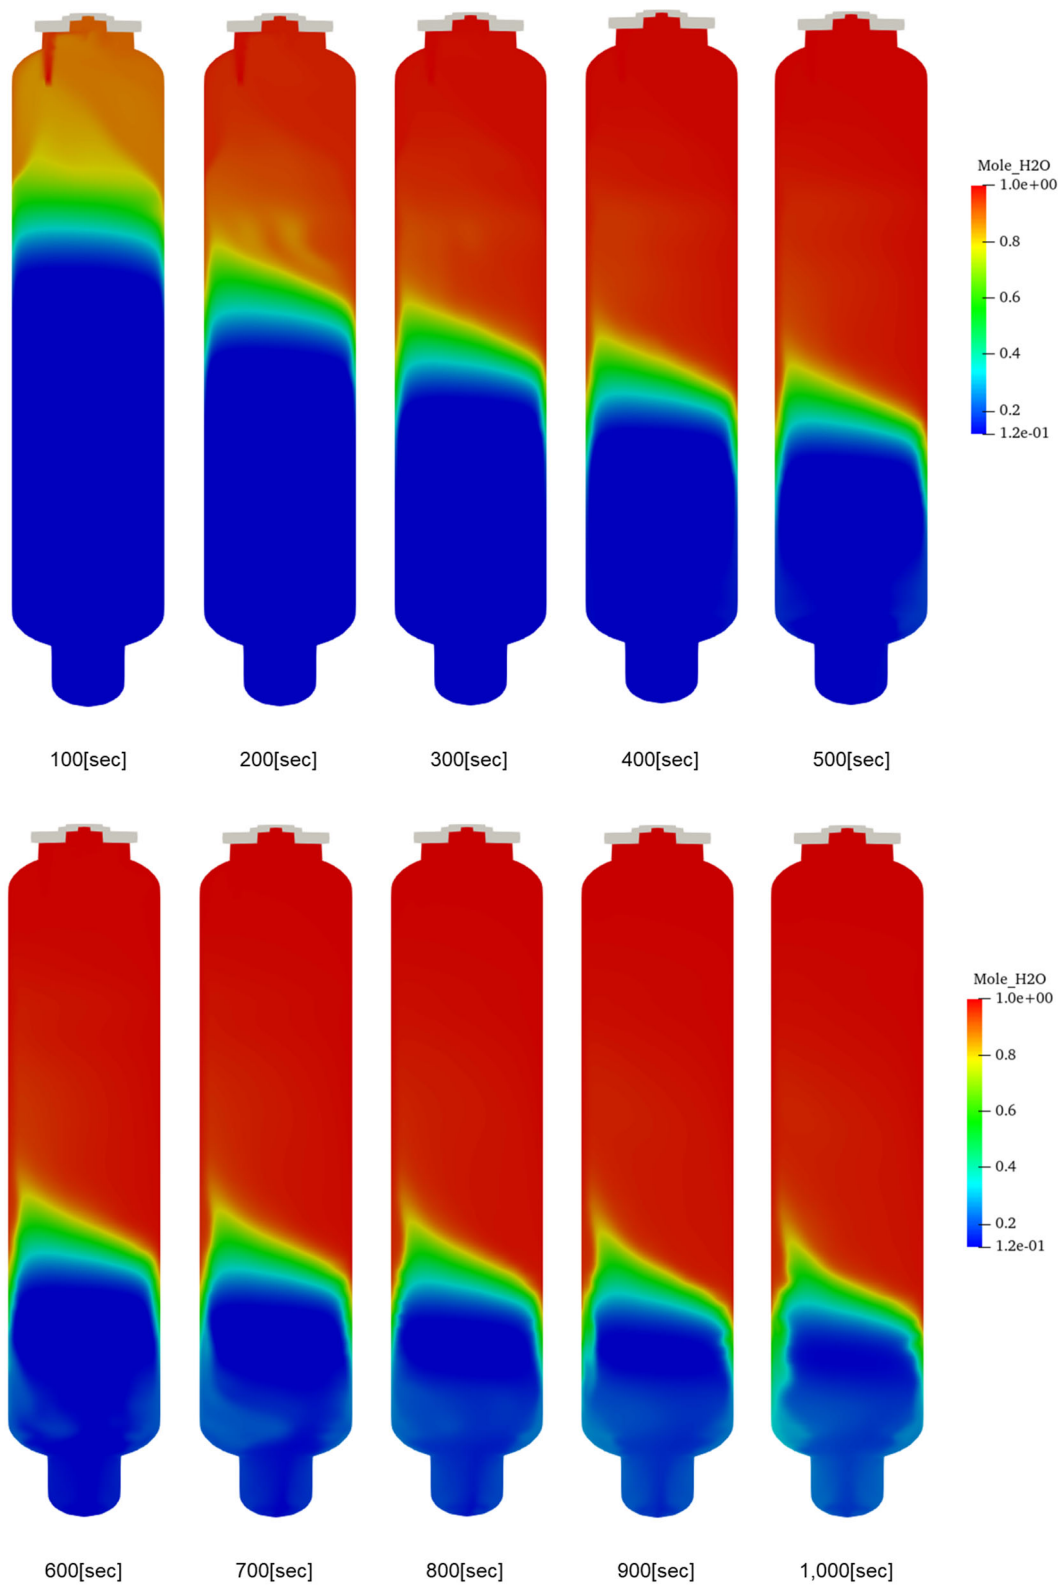 Mole_H2O
1.0e+00
0.8
0.6
0.4
0.2
1.2e-01
100[sec] 200[sec] 300[sec] 400[sec] 500[sec]
Mole_H2O
1.0e+00
0.8
0.6
0.4
0.2
1.2e-01
600[sec] 700[sec] 800[sec] 900[sec] 1,000[sec]